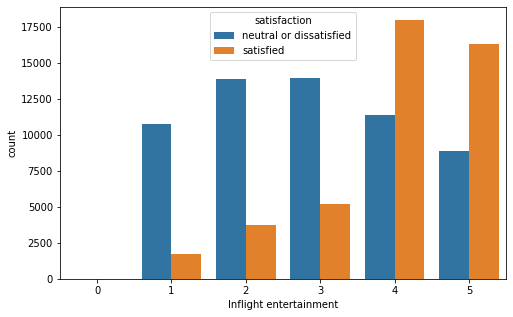 satisfaction
neutral or dissatisfied
satisfied
17500
15000
12500
10000
7500
5000
2500
0
count
0 1 2 3 4 5
Inflight entertainment